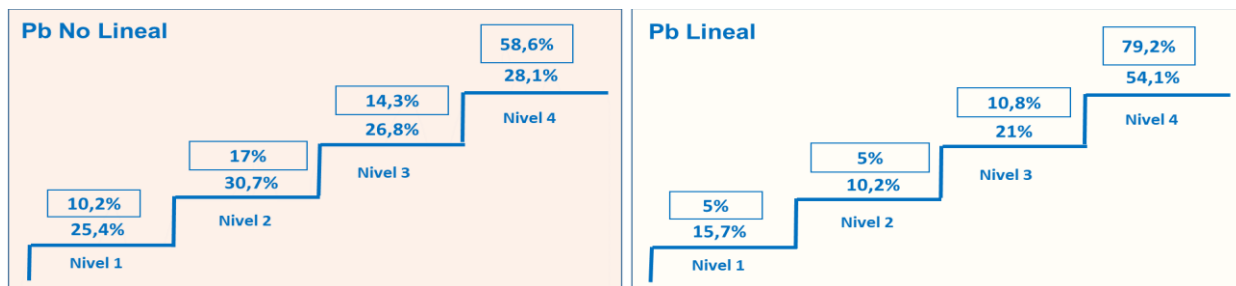 Pb No Lineal
58,6%
28,1%
Nivel 4
14,3%
26,8%
Nivel 3
17%
30,7%
Nivel 2
10,2%
25,4%
Nivel 1
Pb Lineal
79,2%
54,1%
Nivel 4
10,8%
21%
Nivel 3
5%
10,2%
Nivel 2
5%
15,7%
Nivel 1